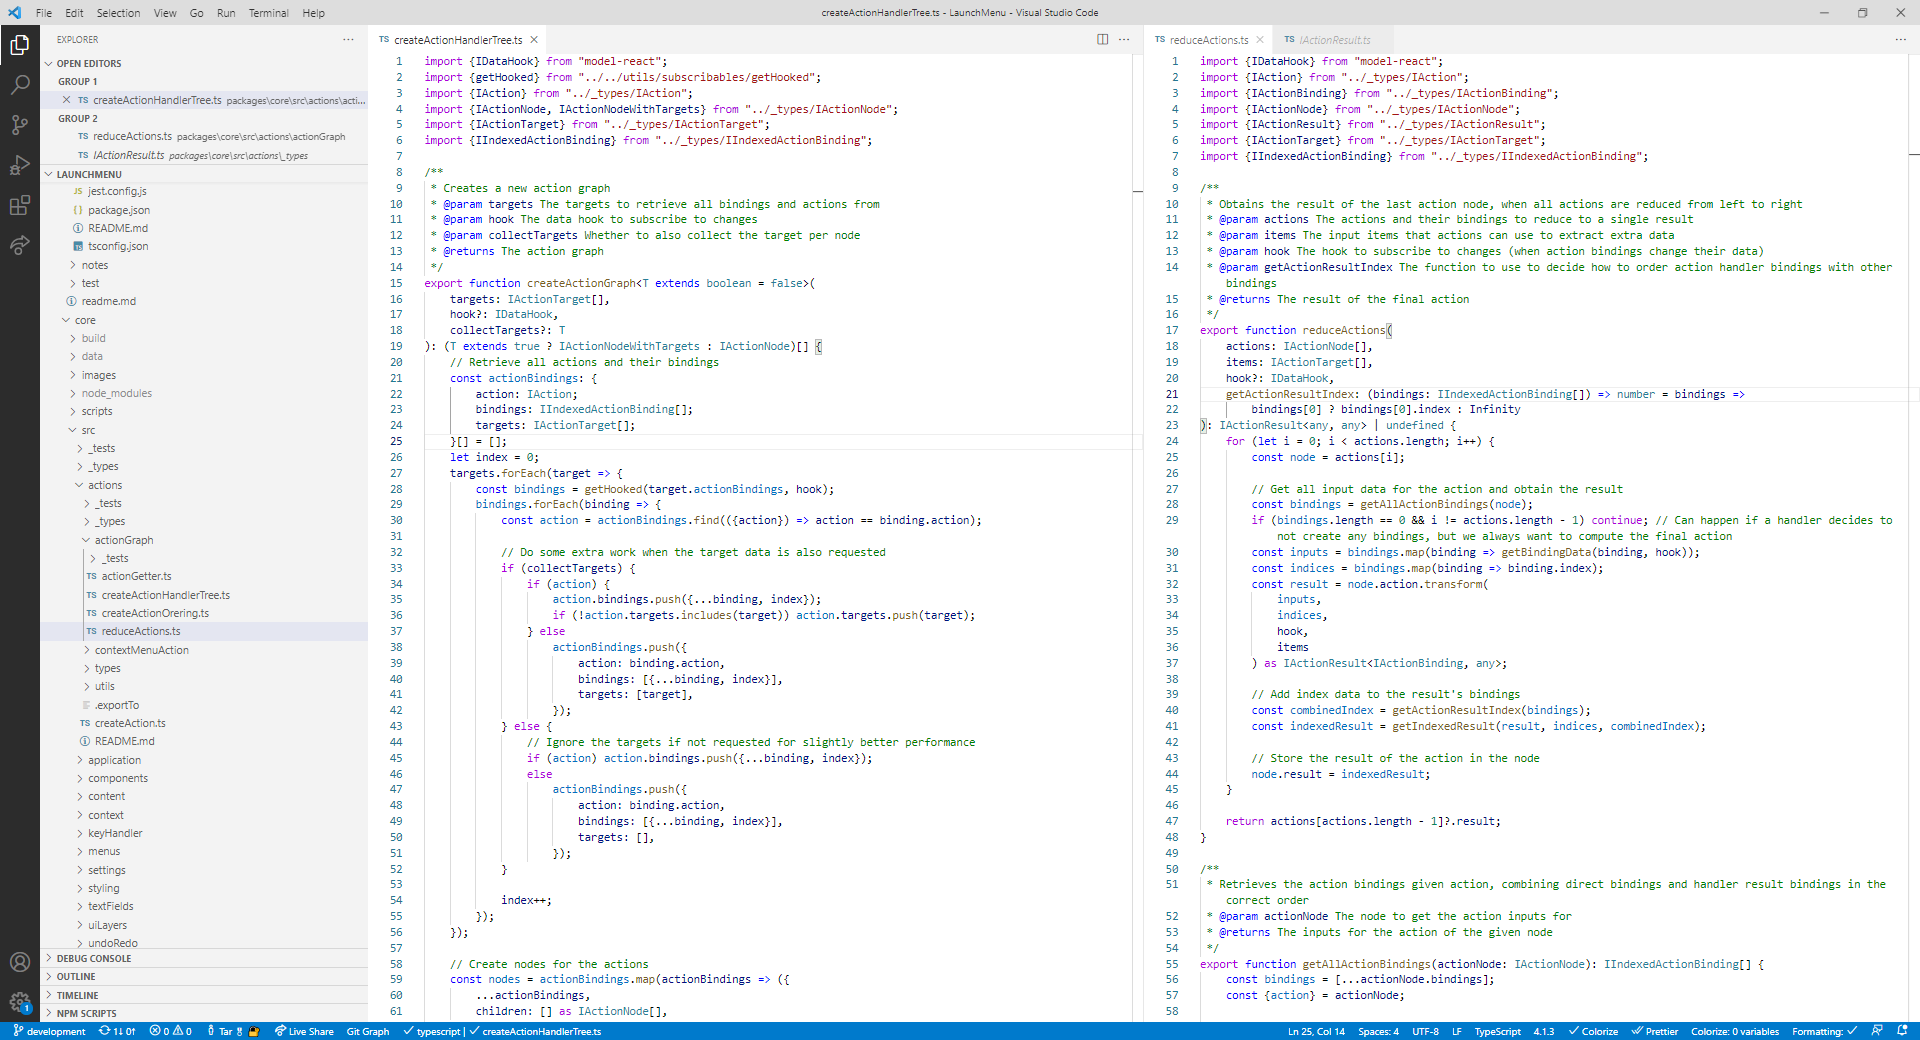 File Edit Selection View Go Run Terminal Help
createActionHandlerTree.ts - LaunchMenu - Visual Studio Code
EXPLORER
OPEN EDITORS
GROUP 1
TS createActionHandlerTree.ts packages\core\src\actions\acti...
GROUP 2
TS reduceActions.ts packages\core\src\actions\actionGraph
TS IActionResult.ts packages\core\src\actions\_types
LAUNCHMENU
JS jest.config.js
{} package.json
README.md
TS tsconfig.json
notes
test
readme.md
core
build
data
images
node_modules
scripts
src
_tests
_types
actions
_tests
_types
actionGraph
_tests
TS actionGetter.ts
TS createActionHandlerTree.ts
TS createActionOrering.ts
TS reduceActions.ts
contextMenuAction
types
utils
.exportTo
TS createAction.ts
README.md
application
components
content
context
keyHandler
menus
settings
styling
textFields
uiLayers
undoRedo
DEBUG CONSOLE
OUTLINE
TIMELINE
NPM SCRIPTS
TS createActionHandlerTree.ts
1 import {IDataHook} from "model-react";
2 import {getHooked} from "../../utils/subscribables/getHooked";
3 import {IAction} from "../_types/IAction";
4 import {IActionNode, IActionNodeWithTargets} from "../_types/IActionNode";
5 import {IActionTarget} from "../_types/IActionTarget";
6 import {IIndexedActionBinding} from "../_types/IIndexedActionBinding";
7
8 /**
9 * Creates a new action graph
10 * @param targets The targets to retrieve all bindings and actions from
11 * @param hook The data hook to subscribe to changes
12 * @param collectTargets Whether to also collect the target per node
13 * @returns The action graph
14 */
15 export function createActionGraph<T extends boolean = false>(
16 targets: IActionTarget[],
17 hook?: IDataHook,
18 collectTargets?: T
19 ): (T extends true ? IActionNodeWithTargets : IActionNode)[] {
20 // Retrieve all actions and their bindings
21 const actionBindings: {
22 action: IAction;
23 bindings: IIndexedActionBinding[];
24 targets: IActionTarget[];
25 }[] = [];
26 let index = 0;
27 targets.forEach(target => {
28 const bindings = getHooked(target.actionBindings, hook);
29 bindings.forEach(binding => {
30 const action = actionBindings.find(({action}) => action == binding.action);
31
32 // Do some extra work when the target data is also requested
33 if (collectTargets) {
34 if (action) {
35 action.bindings.push({...binding, index});
36 if (!action.targets.includes(target)) action.targets.push(target);
37 } else
38 actionBindings.push({
39 action: binding.action,
40 bindings: [{...binding, index}],
41 targets: [target],
42 });
43 } else {
44 // Ignore the targets if not requested for slightly better performance
45 if (action) action.bindings.push({...binding, index});
46 else
47 actionBindings.push({
48 action: binding.action,
49 bindings: [{...binding, index}],
50 targets: [],
51 });
52 }
53
54 index++;
55 });
56 });
57
58 // Create nodes for the actions
59 const nodes = actionBindings.map(actionBindings => ({
60 ...actionBindings,
61 children: [] as IActionNode[],
TS reduceActions.ts TS IActionResult.ts
1 import {IDataHook} from "model-react";
2 import {IAction} from "../_types/IAction";
3 import {IActionBinding} from "../_types/IActionBinding";
4 import {IActionNode} from "../_types/IActionNode";
5 import {IActionResult} from "../_types/IActionResult";
6 import {IActionTarget} from "../_types/IActionTarget";
7 import {IIndexedActionBinding} from "../_types/IIndexedActionBinding";
8
9 /**
10 * Obtains the result of the last action node, when all actions are reduced from left to right
11 * @param actions The actions and their bindings to reduce to a single result
12 * @param items The input items that actions can use to extract extra data
13 * @param hook The hook to subscribe to changes (when action bindings change their data)
14 * @param getActionResultIndex The function to use to decide how to order action handler bindings with other
bindings
15 * @returns The result of the final action
16 */
17 export function reduceActions(
18 actions: IActionNode[],
19 items: IActionTarget[],
20 hook?: IDataHook,
21 getActionResultIndex: (bindings: IIndexedActionBinding[]) => number = bindings =>
22 bindings[0] ? bindings[0].index : Infinity
23 ): IActionResult<any, any> | undefined {
24 for (let i = 0; i < actions.length; i++) {
25 const node = actions[i];
26
27 // Get all input data for the action and obtain the result
28 const bindings = getAllActionBindings(node);
29 if (bindings.length == 0 && i != actions.length - 1) continue; // Can happen if a handler decides to
not create any bindings, but we always want to compute the final action
30 const inputs = bindings.map(binding => getBindingData(binding, hook));
31 const indices = bindings.map(binding => binding.index);
32 const result = node.action.transform(
33 inputs,
34 indices,
35 hook,
36 items
37 ) as IActionResult<IActionBinding, any>;
38
39 // Add index data to the result's bindings
40 const combinedIndex = getActionResultIndex(bindings);
41 const indexedResult = getIndexedResult(result, indices, combinedIndex);
42
43 // Store the result of the action in the node
44 node.result = indexedResult;
45 }
46
47 return actions[actions.length - 1]?.result;
48 }
49
50 /**
51 * Retrieves the action bindings given action, combining direct bindings and handler result bindings in the
correct order
52 * @param actionNode The node to get the action inputs for
53 * @returns The inputs for the action of the given node
54 */
55 export function getAllActionBindings(actionNode: IActionNode): IIndexedActionBinding[] {
56 const bindings = [...actionNode.bindings];
57 const {action} = actionNode;
58
1
development 1↓ 0↑ 0 0 Tar 8 Live Share Git Graph typescript | createActionHandlerTree.ts Ln 25, Col 14 Spaces: 4 UTF-8 LF TypeScript 4.1.3 Colorize Prettier Colorize: 0 variables Formatting: